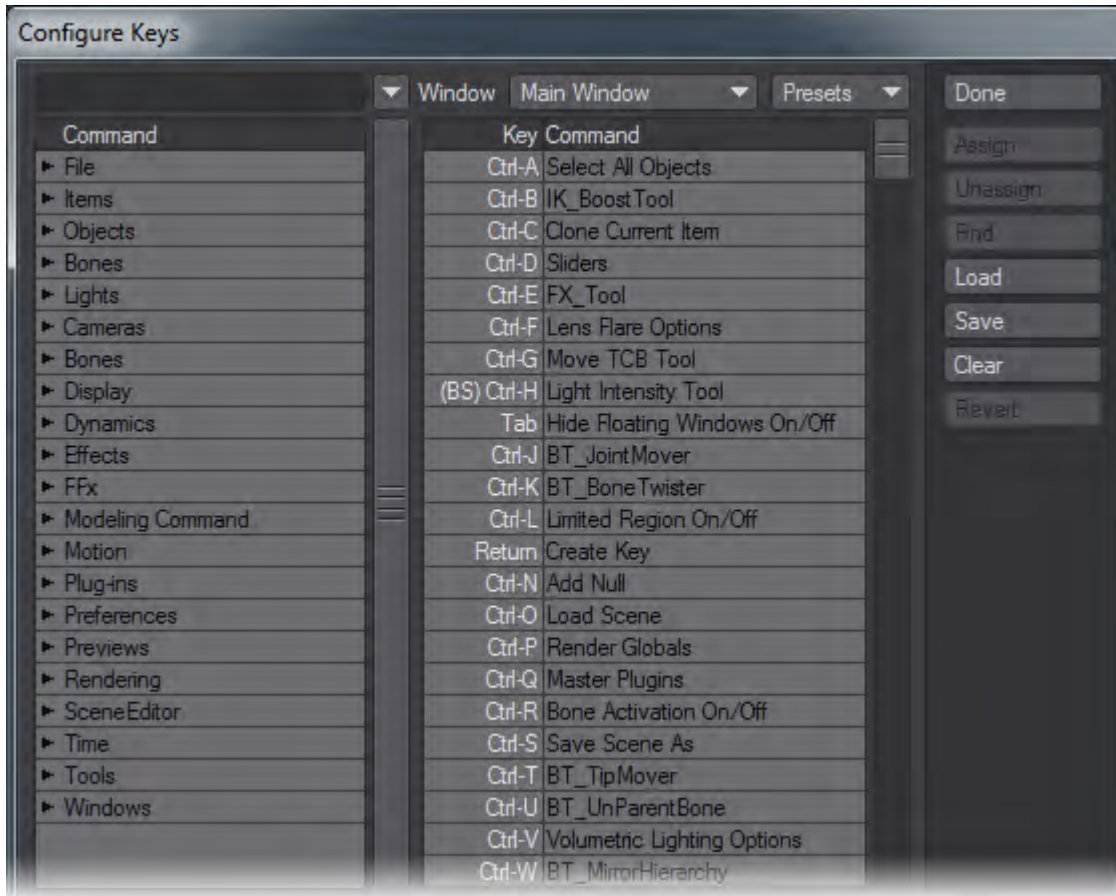 Configure Keys
Window Main Window Presets
Done
Assign
Unassign
Find
Load
Save
Clear
Revert
Command
File
Items
Objects
Bones
Lights
Cameras
Bones
Display
Dynamics
Effects
FFx
Modeling Command
Motion
Plug-ins
Preferences
Previews
Rendering
SceneEditor
Time
Tools
Windows
Key Command
Ctrl-A Select All Objects
Ctrl-B IK_BoostTool
Ctrl-C Clone Current Item
Ctrl-D Sliders
Ctrl-E FX_Tool
Ctrl-F Lens Flare Options
Ctrl-G Move TCB Tool
(BS) Ctrl-H Light Intensity Tool
Tab Hide Floating Windows On/Off
Ctrl-J BT_JointMover
Ctrl-K BT_BoneTwister
Ctrl-L Limited Region On/Off
Return Create Key
Ctrl-N Add Null
Ctrl-O Load Scene
Ctrl-P Render Globals
Ctrl-Q Master Plugins
Ctrl-R Bone Activation On/Off
Ctrl-S Save Scene As
Ctrl-T BT_TipMover
Ctrl-U BT_UnParentBone
Ctrl-V Volumetric Lighting Options
Ctrl-W BT_MirrorHierarchy